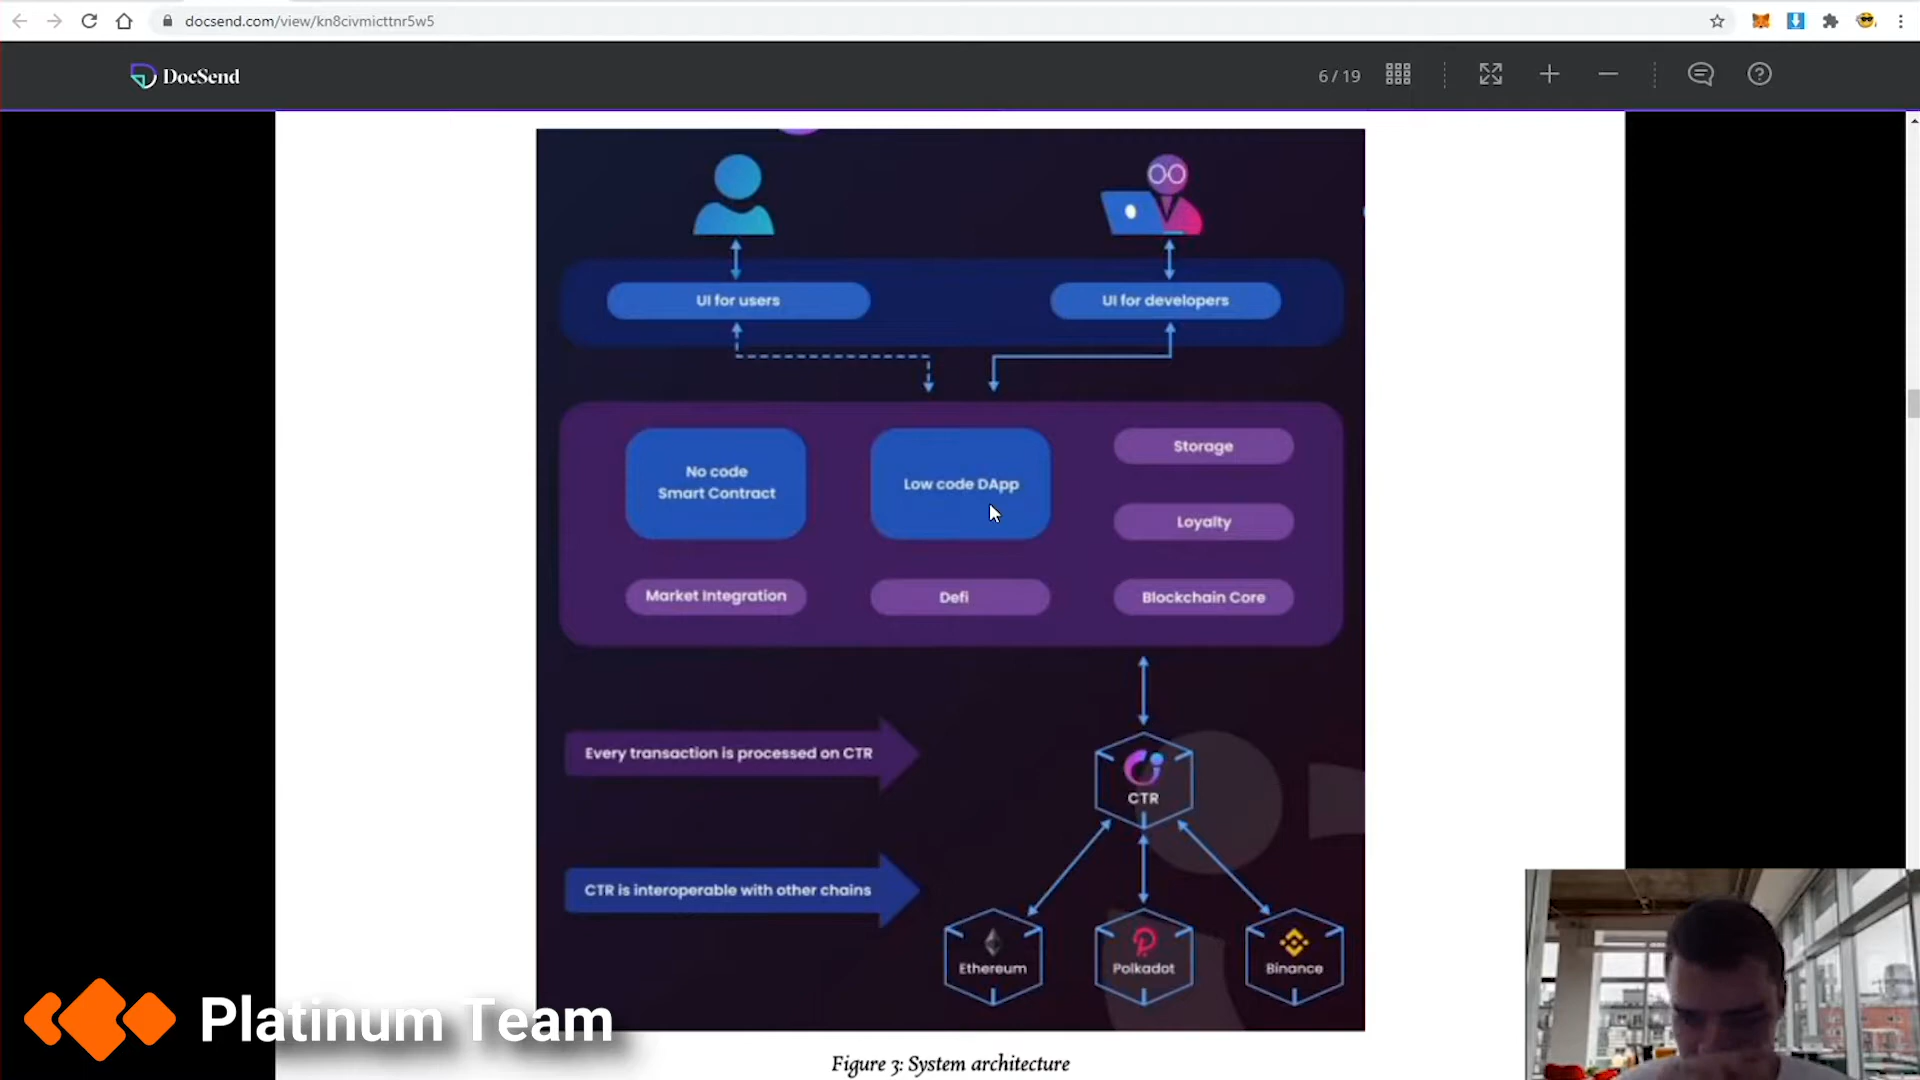 docsend.com/view/kn8civmicttnr5w5
DocSend
6 / 19
UI for users
UI for developers
No code
Smart Contract
Low code DApp
Storage
Loyalty
Market Integration
Defi
Blockchain Core
Every transaction is processed on CTR
CTR
CTR is interoperable with other chains
Ethereum
Polkadot
Binance
Platinum Team
Figure 3: System architecture